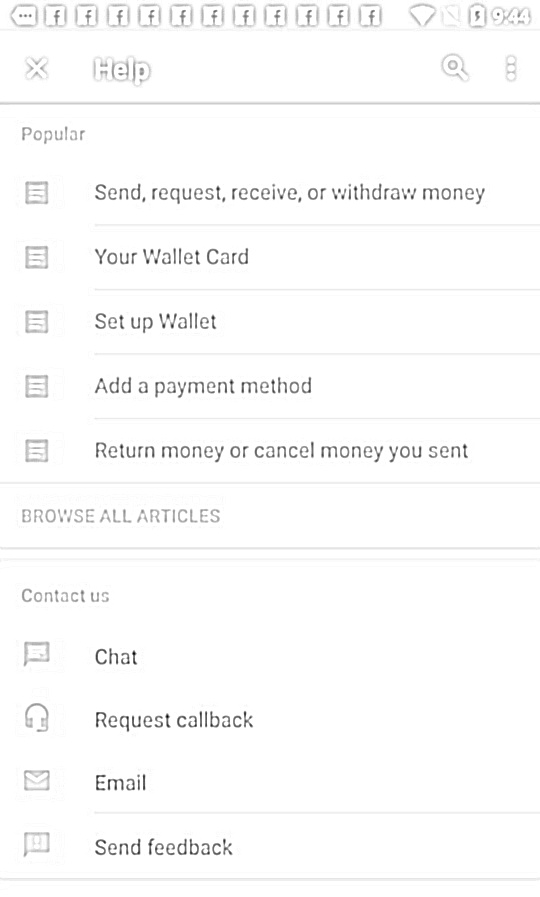 9:44
Help
Popular
Send, request, receive, or withdraw money
Your Wallet Card
Set up Wallet
Add a payment method
Return money or cancel money you sent
BROWSE ALL ARTICLES
Contact us
Chat
Request callback
Email
Send feedback